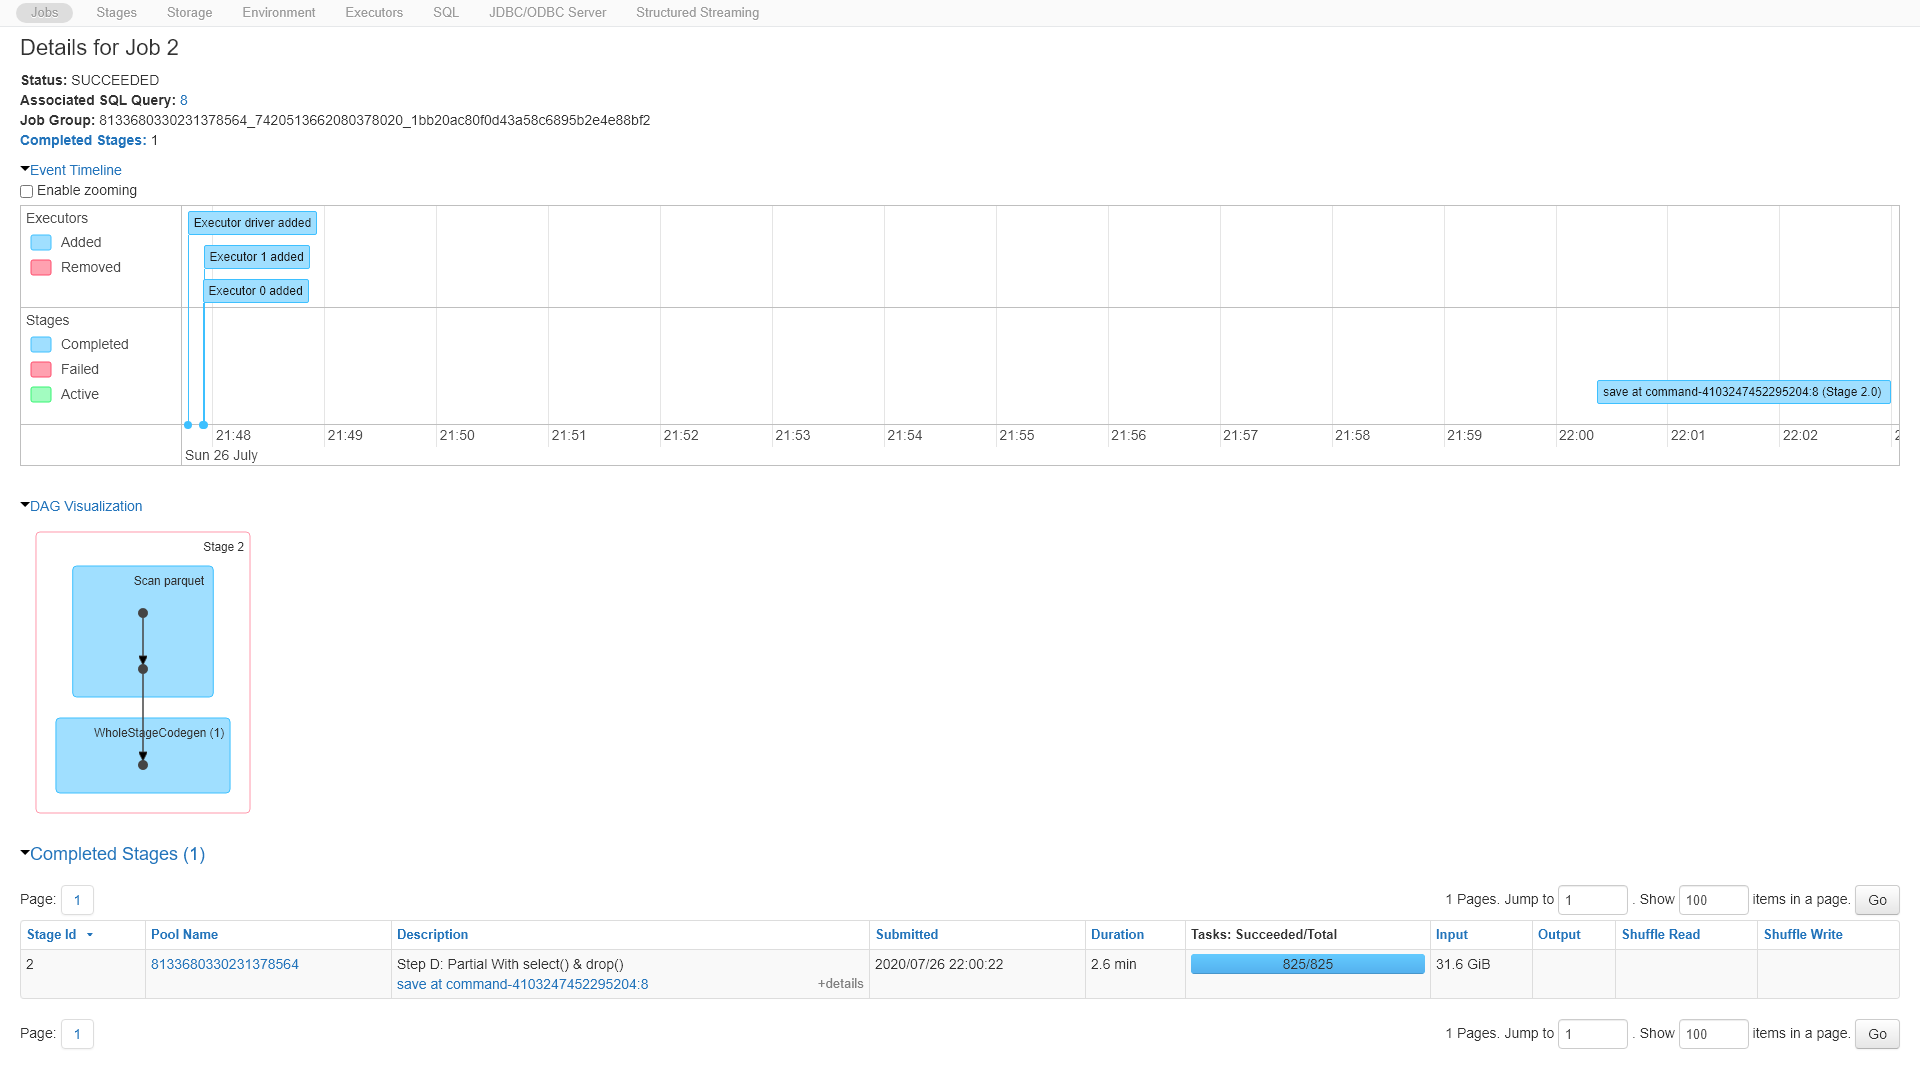 Jobs Stages Storage Environment Executors SQL JDBC/ODBC Server Structured Streaming
Details for Job 2
Status: SUCCEEDED
Associated SQL Query: 8
Job Group: 8133680330231378564_7420513662080378020_1bb20ac80f0d43a58c6895b2e4e88bf2
Completed Stages: 1
Event Timeline
Enable zooming
Executors
Added
Removed
Executor driver added
Executor 1 added
Executor 0 added
Stages
Completed
Failed
Active
save at command-4103247452295204:8 (Stage 2.0)
21:48 21:49 21:50 21:51 21:52 21:53 21:54 21:55 21:56 21:57 21:58 21:59 22:00 22:01 22:02
Sun 26 July
DAG Visualization
Stage 2
Scan parquet
WholeStageCodegen (1)
Completed Stages (1)
Page: 1 1 Pages. Jump to 1 . Show 100 items in a page. Go
Stage Id Pool Name Description Submitted Duration Tasks: Succeeded/Total Input Output Shuffle Read Shuffle Write
2 8133680330231378564 Step D: Partial With select() & drop() 2020/07/26 22:00:22 2.6 min 825/825 31.6 GiB
save at command-4103247452295204:8 +details
Page: 1 1 Pages. Jump to 1 . Show 100 items in a page. Go